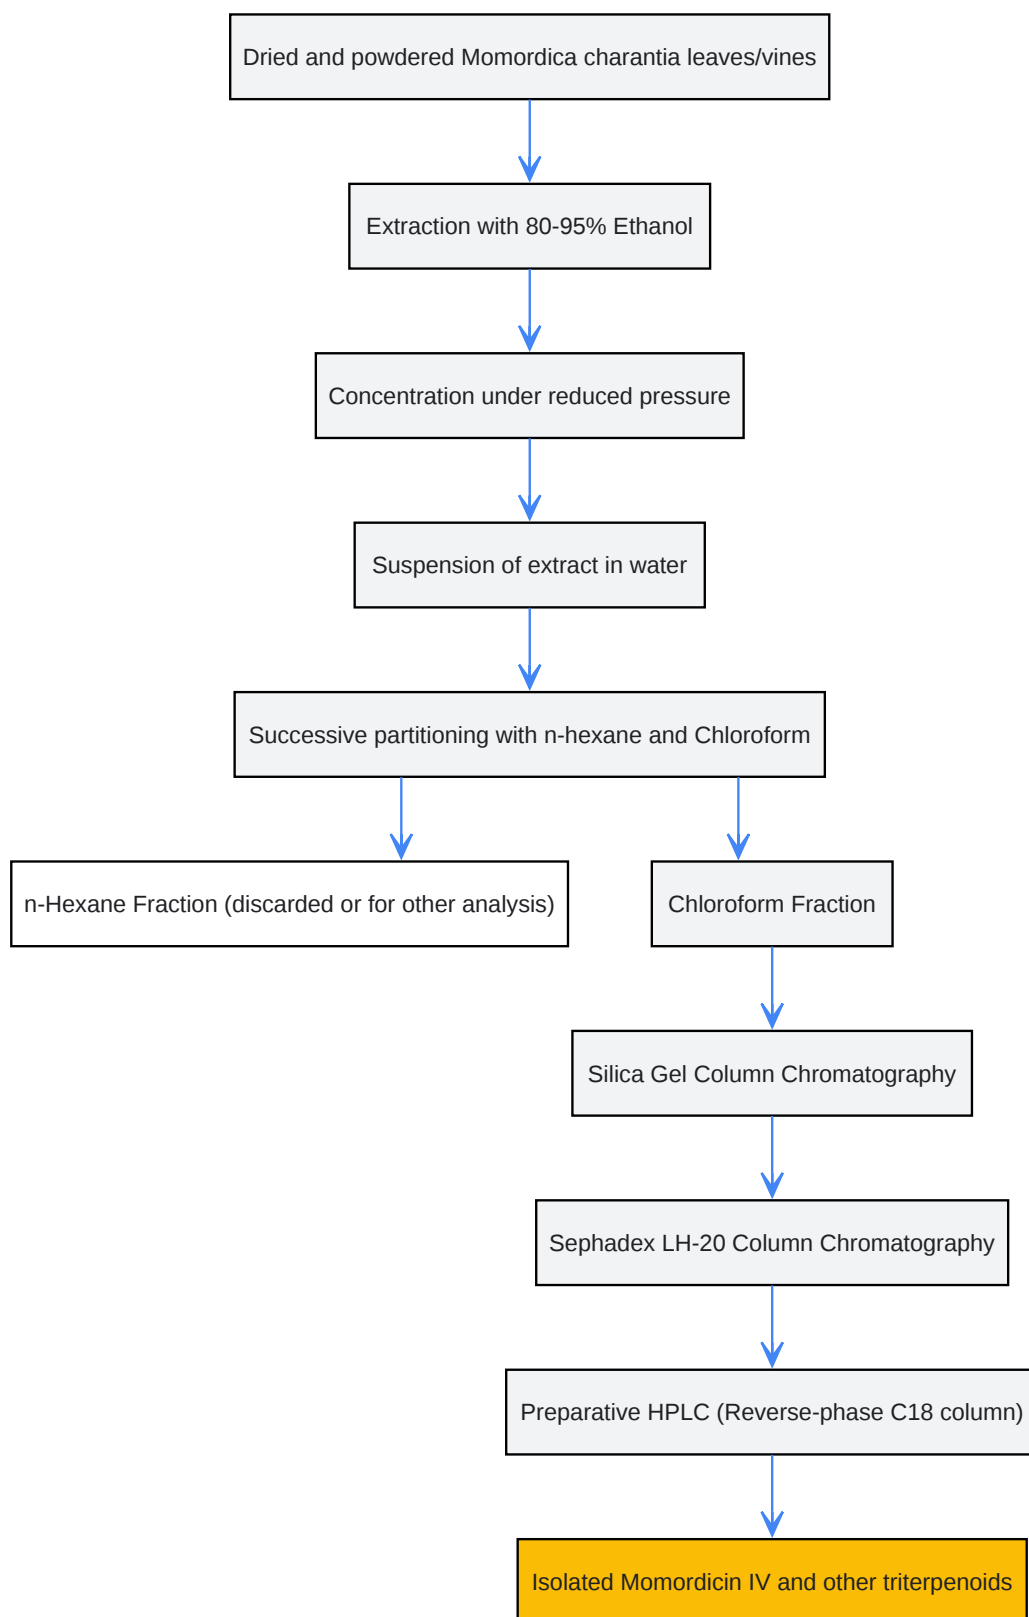 Dried and powdered Momordica charantia leaves/vines
Extraction with 80-95% Ethanol
Concentration under reduced pressure
Suspension of extract in water
Successive partitioning with n-hexane and Chloroform
n-Hexane Fraction (discarded or for other analysis)
Chloroform Fraction
Silica Gel Column Chromatography
Sephadex LH-20 Column Chromatography
Preparative HPLC (Reverse-phase C18 column)
Isolated Momordicin IV and other triterpenoids